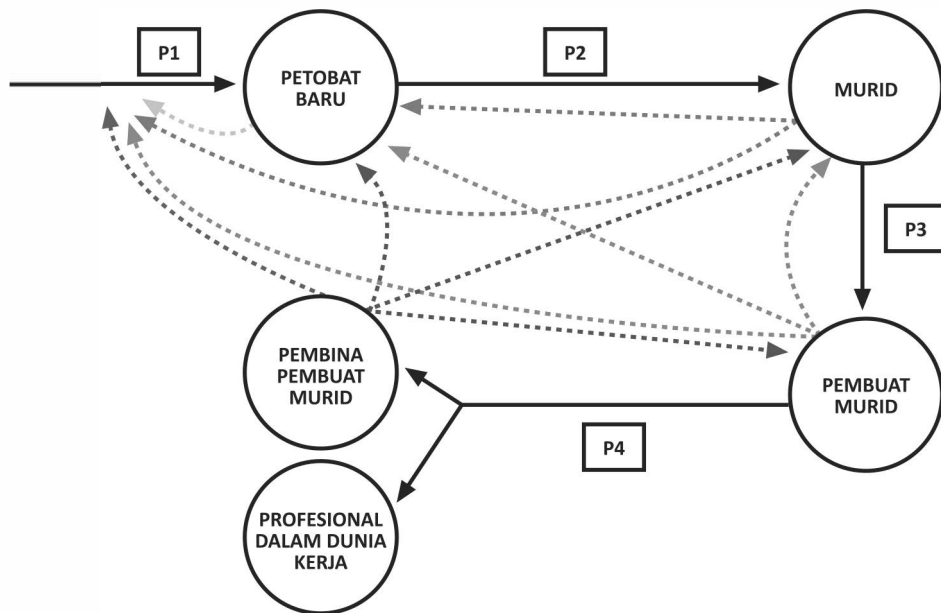 P1
PETOBAT
BARU
P2
MURID
P3
PEMBINA
PEMBUAT
MURID
PEMBUAT
MURID
P4
PROFESIONAL
DALAM DUNIA
KERJA